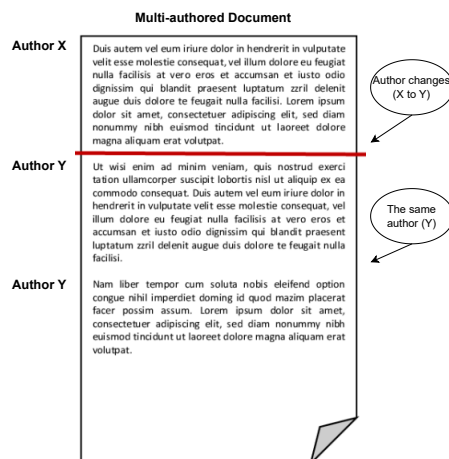 Multi-authored Document
Author X
Duis autem vel eum iriure dolor in hendrerit in vulputate
velit esse molestie consequat, vel illum dolore eu feugiat
nulla facilisis at vero eros et accumsan et iusto odio
dignissim qui blandit praesent luptatum zzril delenit
augue duis dolore te feugait nulla facilisi. Lorem ipsum
dolor sit amet, consectetuer adipiscing elit, sed diam
nonummy nibh euismod tincidunt ut laoreet dolore
magna aliquam erat volutpat.
Author changes
(X to Y)
Author Y
Ut wisi enim ad minim veniam, quis nostrud exerci
tation ullamcorper suscipit lobortis nisl ut aliquip ex ea
commodo consequat. Duis autem vel eum iriure dolor in
hendrerit in vulputate velit esse molestie consequat, vel
illum dolore eu feugiat nulla facilisis at vero eros et
accumsan et iusto odio dignissim qui blandit praesent
luptatum zzril delenit augue duis dolore te feugait nulla
facilisi.
The same
author (Y)
Author Y
Nam liber tempor cum soluta nobis eleifend option
congue nihil imperdiet doming id quod mazim placerat
facer possim assum. Lorem ipsum dolor sit amet,
consectetuer adipiscing elit, sed diam nonummy nibh
euismod tincidunt ut laoreet dolore magna aliquam erat
volutpat.